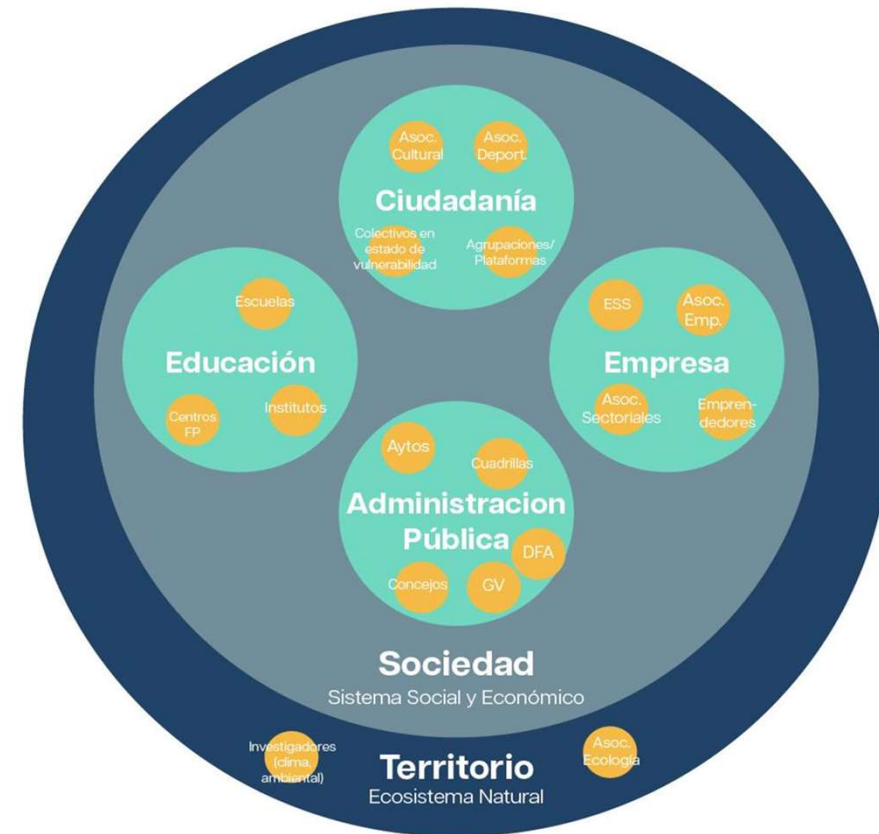 Asoc.
Cultural
Asoc.
Deport.
Ciudadanía
Colectivos en
estado de
vulnerabilidad
Agrupaciones/
Plataformas
Escuelas
Educación
Centros
FP
Institutos
ESS
Asoc.
Emp.
Empresa
Asoc.
Sectoriales
Empren-
dedores
Aytos
Cuadrillas
Administracion
Pública
DFA
Concejos
GV
Sociedad
Sistema Social y Económico
Investigadores
(clima,
ambiental)
Asoc.
Ecología
Territorio
Ecosistema Natural